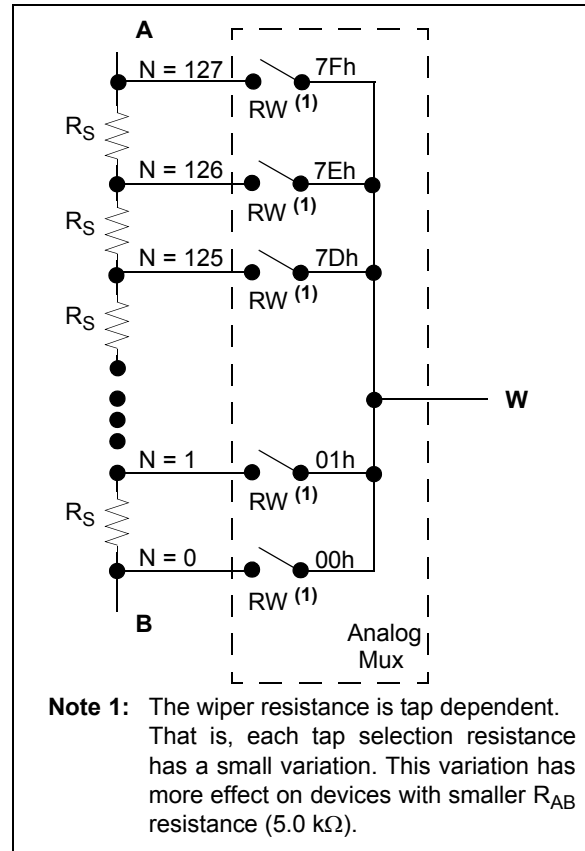 A
N = 127
7Fh
RW (1)
RS
N = 126
7Eh
RW (1)
RS
N = 125
7Dh
RW (1)
RS
W
N = 1
01h
RW (1)
RS
N = 0
00h
RW (1)
B
Analog
Mux
Note 1: The wiper resistance is tap dependent.
That is, each tap selection resistance
has a small variation. This variation has
more effect on devices with smaller RAB
resistance (5.0 kΩ).